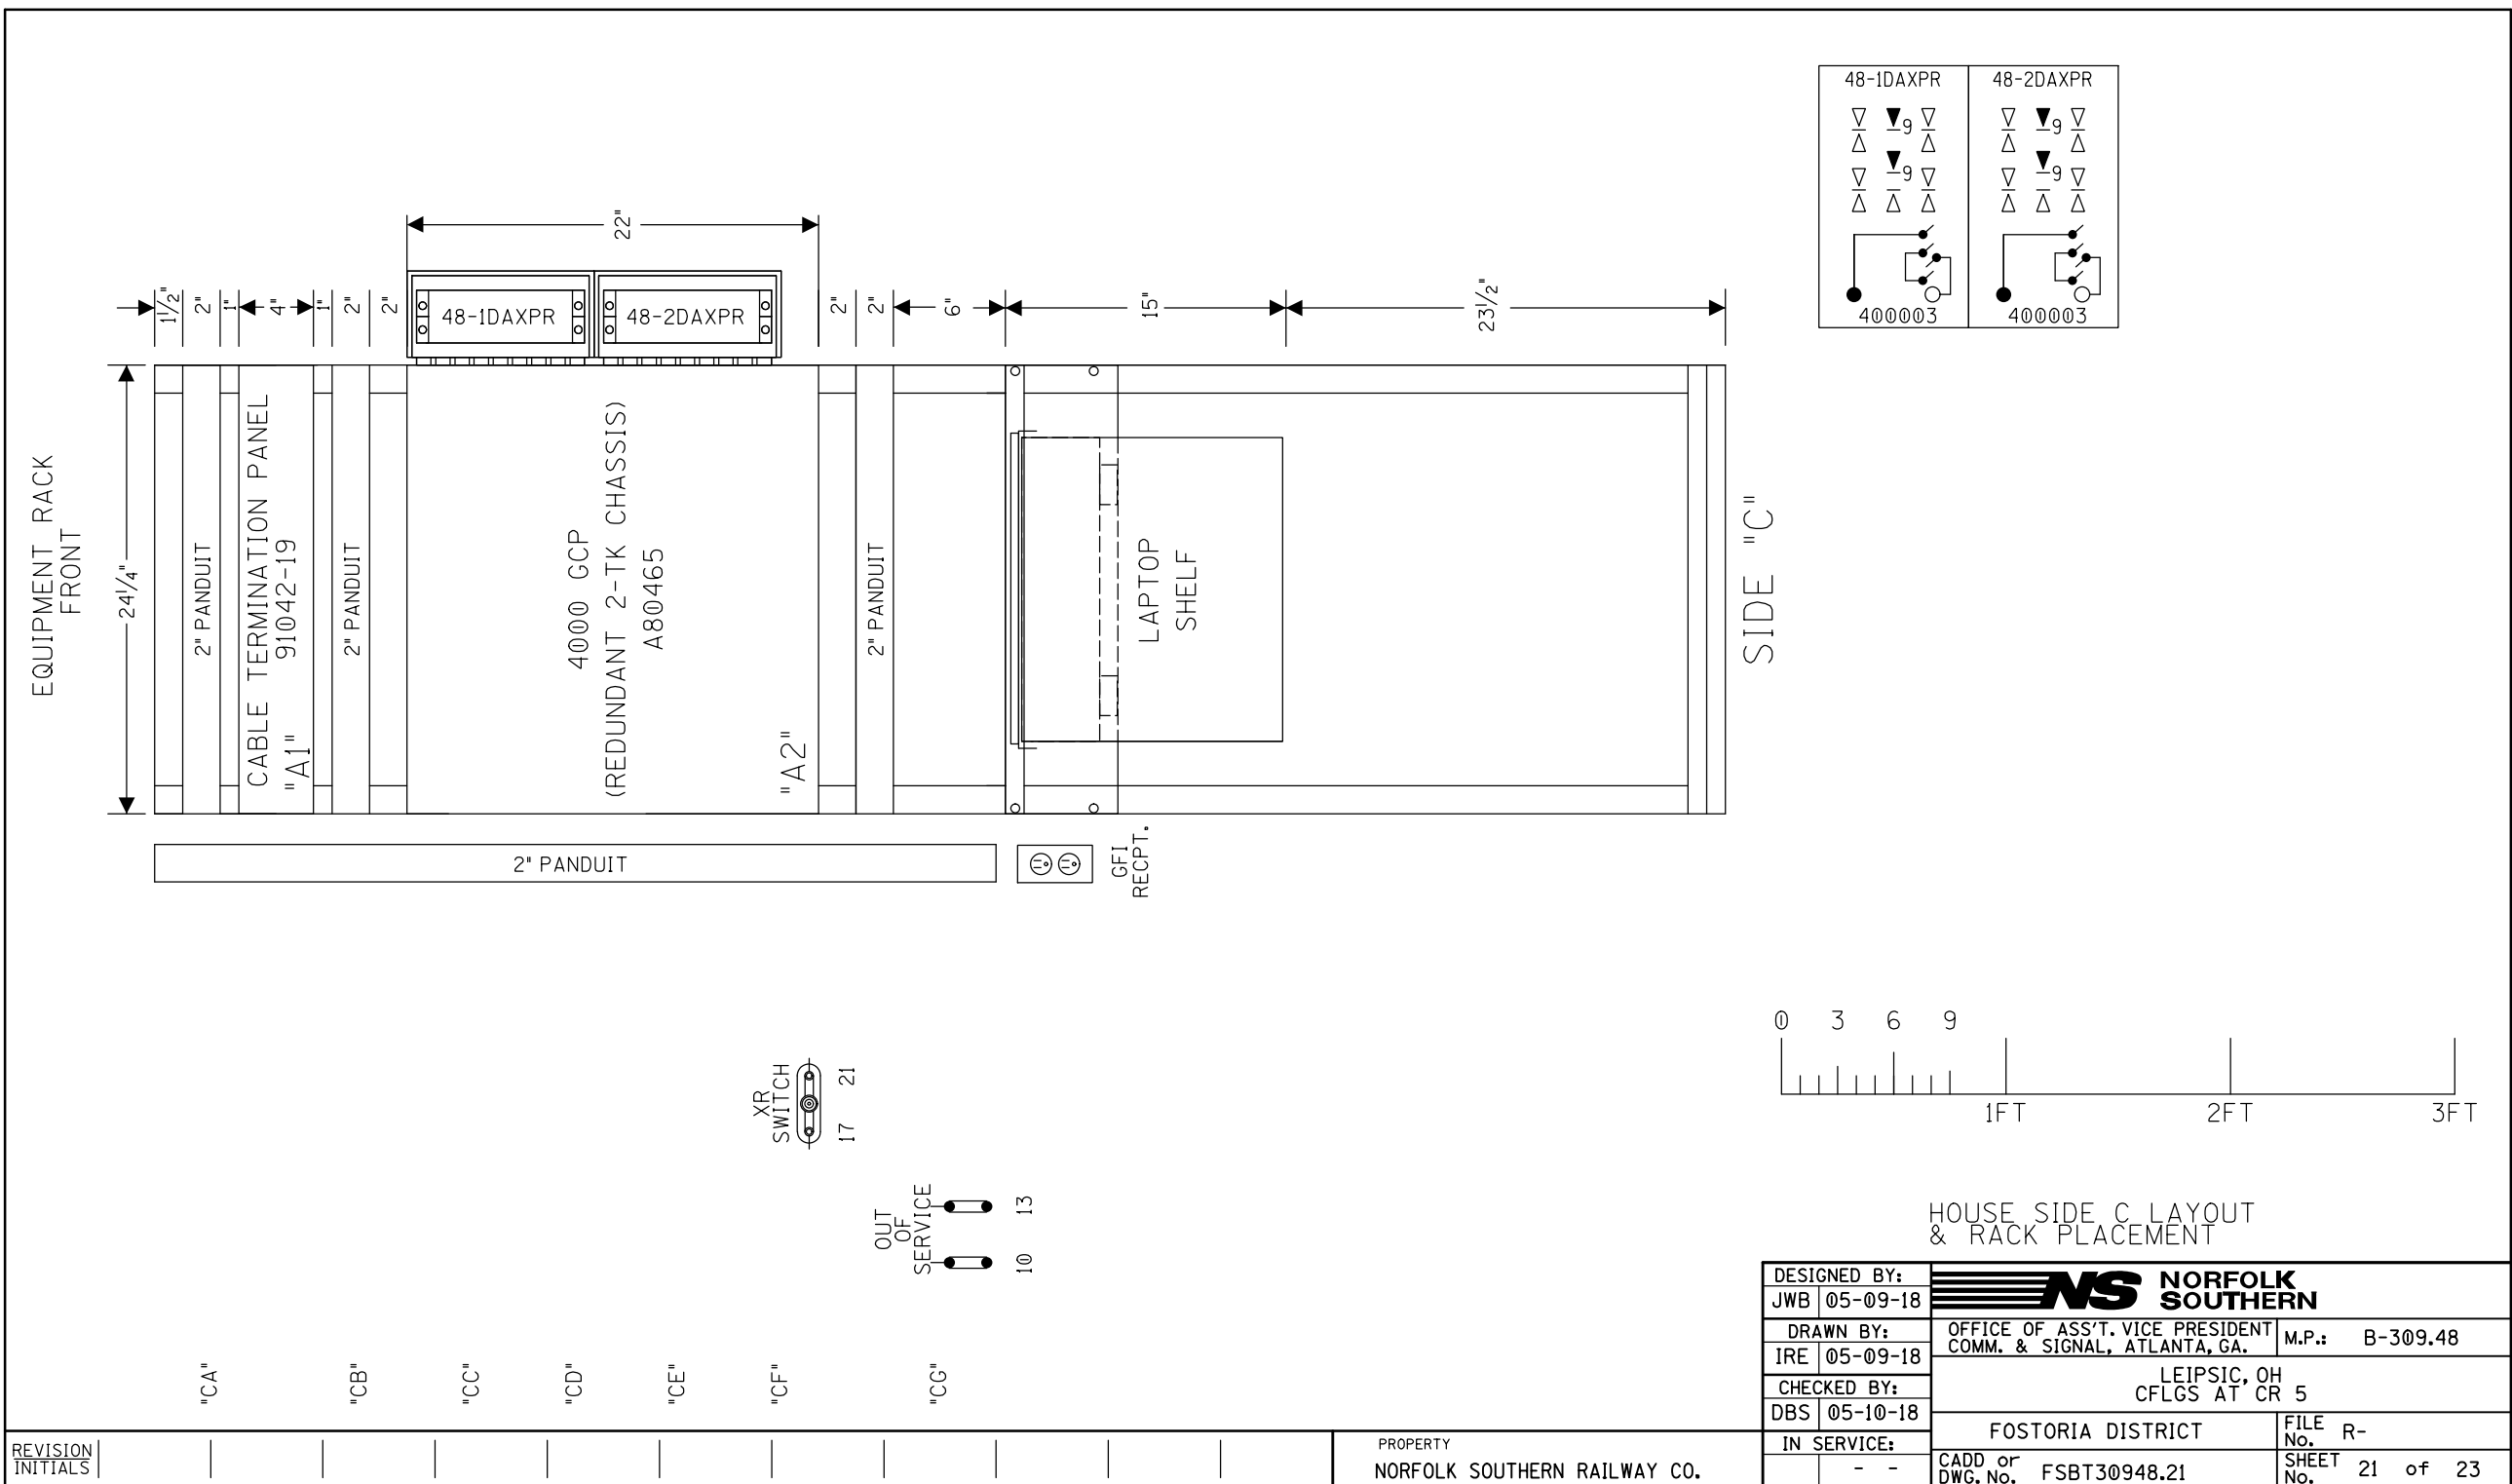 48-1DAXPR
48-2DAXPR
9
9
9
9
400003
400003
22"
1 1/2"
2"
1"
4"
1"
2"
2"
48-1DAXPR
48-2DAXPR
2"
2"
6"
15"
23 1/2"
EQUIPMENT RACK
FRONT
24 1/4"
2" PANDUIT
CABLE TERMINATION PANEL
91042-19
"A1"
2" PANDUIT
4000 GCP
(REDUNDANT 2-TK CHASSIS)
A80465
"A2"
2" PANDUIT
LAPTOP
SHELF
SIDE "C"
2" PANDUIT
GFI
RECPT.
0 3 6 9
1FT 2FT 3FT
XR
SWITCH
17 21
OUT
OF
SERVICE
10 13
HOUSE SIDE C LAYOUT
& RACK PLACEMENT
"CA" "CB" "CC" "CD" "CE" "CF" "CG"
REVISION
INITIALS
PROPERTY
NORFOLK SOUTHERN RAILWAY CO.
DESIGNED BY:
JWB 05-09-18
DRAWN BY:
IRE 05-09-18
CHECKED BY:
DBS 05-10-18
IN SERVICE:
- -
NS NORFOLK
SOUTHERN
OFFICE OF ASS'T. VICE PRESIDENT
COMM. & SIGNAL, ATLANTA, GA.
M.P.: B-309.48
LEIPSIC, OH
CFLGS AT CR 5
FOSTORIA DISTRICT
FILE
No. R-
CADD or
DWG. No. FSBT30948.21
SHEET
No. 21 of 23